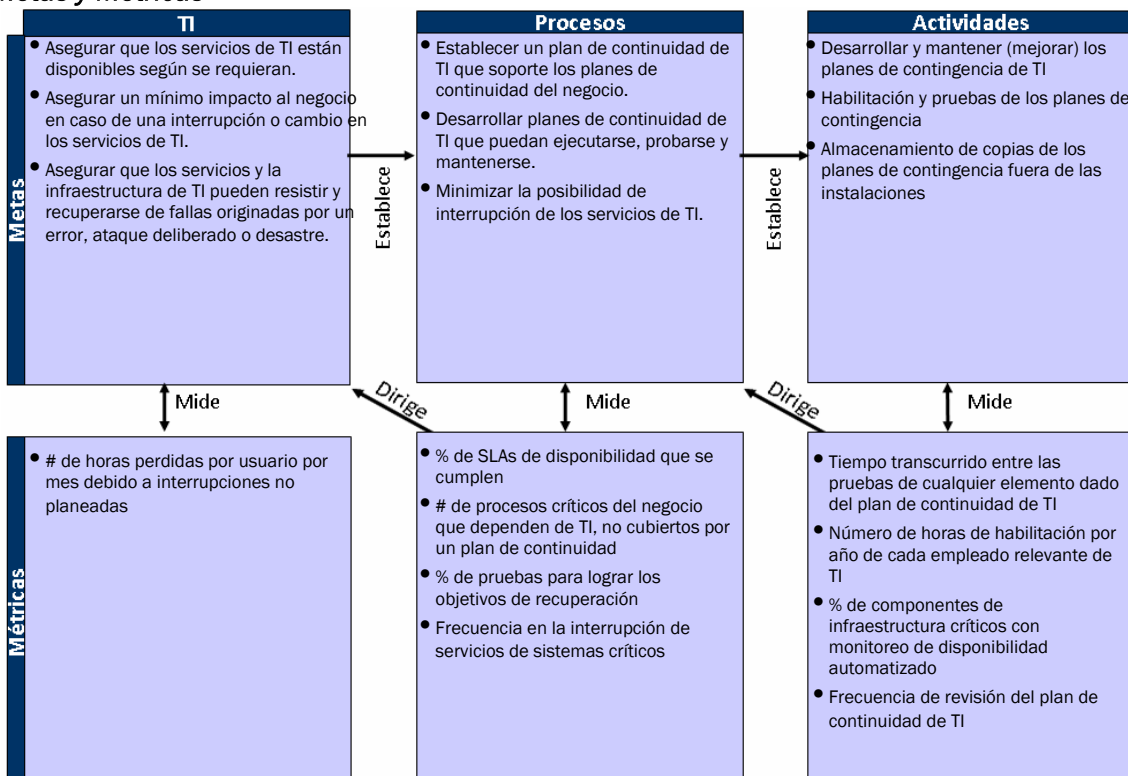 metas y métricas
TI
Procesos
Actividades
Metas
• Asegurar que los servicios de TI están
disponibles según se requieran.
• Asegurar un mínimo impacto al negocio
en caso de una interrupción o cambio en
los servicios de TI.
• Asegurar que los servicios y la
infraestructura de TI pueden resistir y
recuperarse de fallas originadas por un
error, ataque deliberado o desastre.
Establece
• Establecer un plan de continuidad de
TI que soporte los planes de
continuidad del negocio.
• Desarrollar planes de continuidad de
TI que puedan ejecutarse, probarse y
mantenerse.
• Minimizar la posibilidad de
interrupción de los servicios de TI.
Establece
• Desarrollar y mantener (mejorar) los
planes de contingencia de TI
• Habilitación y pruebas de los planes de
contingencia
• Almacenamiento de copias de los
planes de contingencia fuera de las
instalaciones
Mide
Dirige
Mide
Dirige
Mide
Métricas
• # de horas perdidas por usuario por
mes debido a interrupciones no
planeadas
• % de SLAs de disponibilidad que se
cumplen
• # de procesos críticos del negocio
que dependen de TI, no cubiertos por
un plan de continuidad
• % de pruebas para lograr los
objetivos de recuperación
• Frecuencia en la interrupción de
servicios de sistemas críticos
• Tiempo transcurrido entre las
pruebas de cualquier elemento dado
del plan de continuidad de TI
• Número de horas de habilitación por
año de cada empleado relevante de
TI
• % de componentes de
infraestructura críticos con
monitoreo de disponibilidad
automatizado
• Frecuencia de revisión del plan de
continuidad de TI